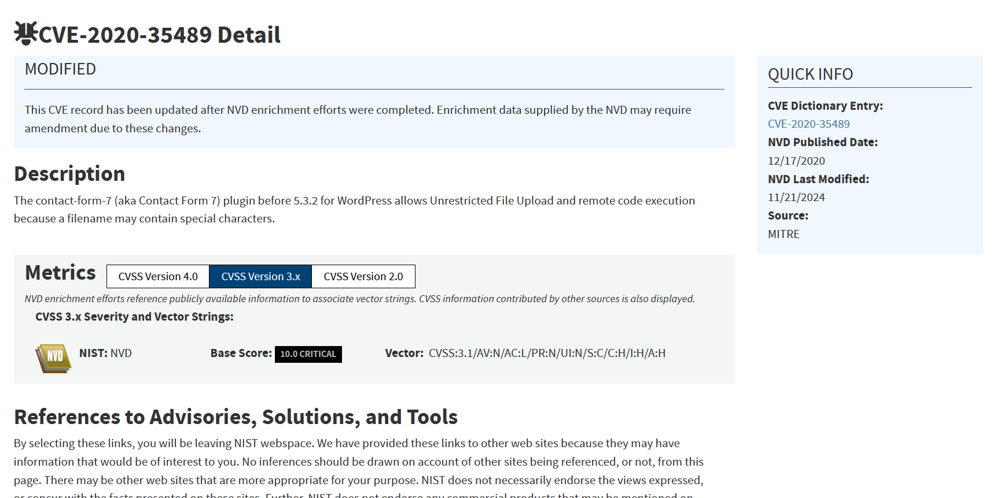 CVE-2020-35489 Detail
MODIFIED
This CVE record has been updated after NVD enrichment efforts were completed. Enrichment data supplied by the NVD may require
amendment due to these changes.
Description
The contact-form-7 (aka Contact Form 7) plugin before 5.3.2 for WordPress allows Unrestricted File Upload and remote code execution
because a filename may contain special characters.
Metrics
CVSS Version 4.0
CVSS Version 3.x
CVSS Version 2.0
NVD enrichment efforts reference publicly available information to associate vector strings. CVSS information contributed by other sources is also displayed.
CVSS 3.x Severity and Vector Strings:
NVD
NIST: NVD
Base Score: 10.0 CRITICAL
Vector: CVSS:3.1/AV:N/AC:L/PR:N/UI:N/S:C/C:H/I:H/A:H
References to Advisories, Solutions, and Tools
By selecting these links, you will be leaving NIST webspace. We have provided these links to other web sites because they may have
information that would be of interest to you. No inferences should be drawn on account of other sites being referenced, or not, from this
page. There may be other web sites that are more appropriate for your purpose. NIST does not necessarily endorse the views expressed,
or concur with the facts presented on these sites. Further, NIST does not endorse any commercial products that may be mentioned on
QUICK INFO
CVE Dictionary Entry:
CVE-2020-35489
NVD Published Date:
12/17/2020
NVD Last Modified:
11/21/2024
Source:
MITRE